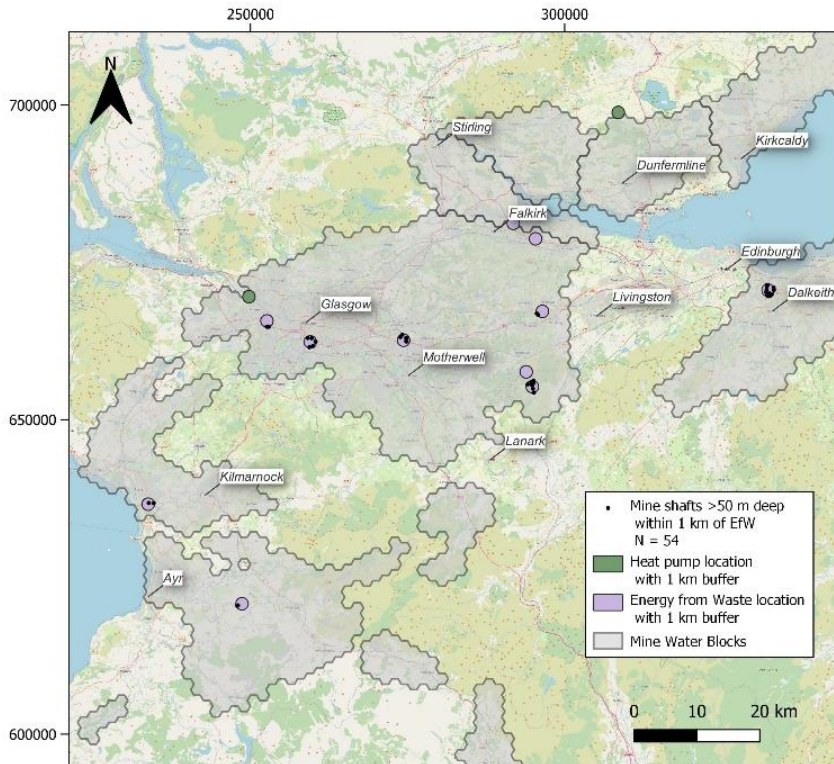 250000
300000
N
700000
Stirling
Kirkcaldy
Dunfermline
Falkirk
Edinburgh
Glasgow
Livingston
Dalkeith
Motherwell
650000
Lanark
Kilmarnock
Mine shafts >50 m deep
within 1 km of EfW
N = 54
Heat pump location
with 1 km buffer
Ayr
Energy from Waste location
with 1 km buffer
Mine Water Blocks
600000
0
10
20 km